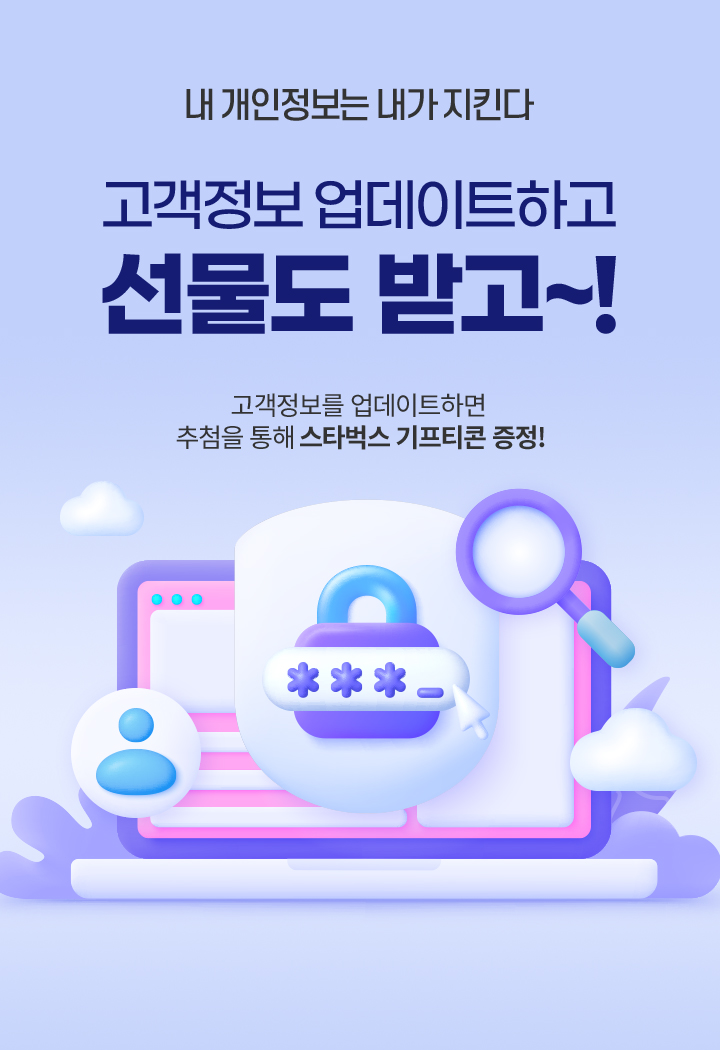 내 개인정보는 내가 지킨다
고객정보 업데이트하고
선물도 받고~!
고객정보를 업데이트하면
추첨을 통해 스타벅스 기프티콘 증정!
***_